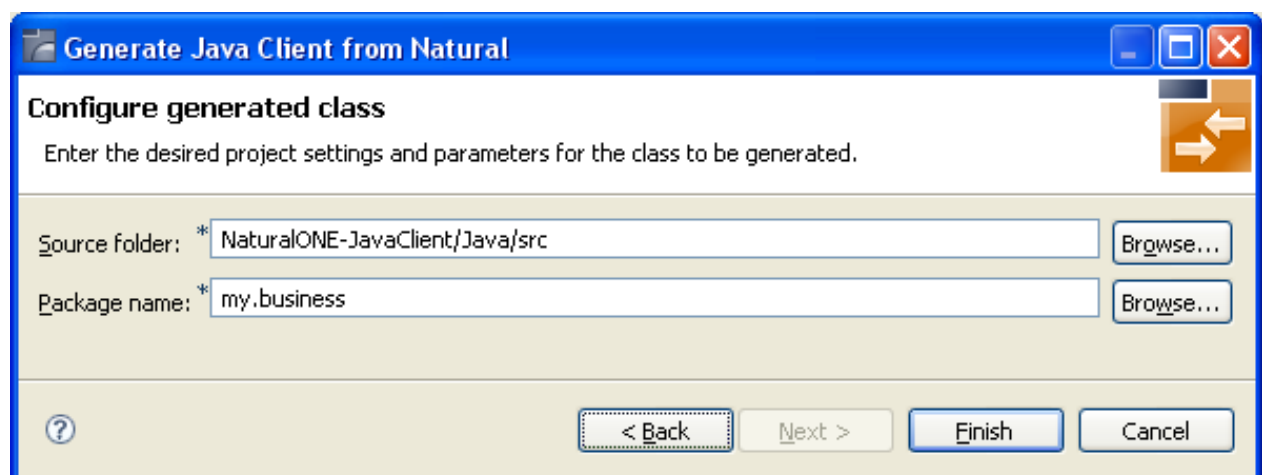 Generate Java Client from Natural
Configure generated class
Enter the desired project settings and parameters for the class to be generated.
Source folder: * NaturalONE-JavaClient/Java/src Browse...
Package name: * my.business Browse...
? < Back Next > Finish Cancel